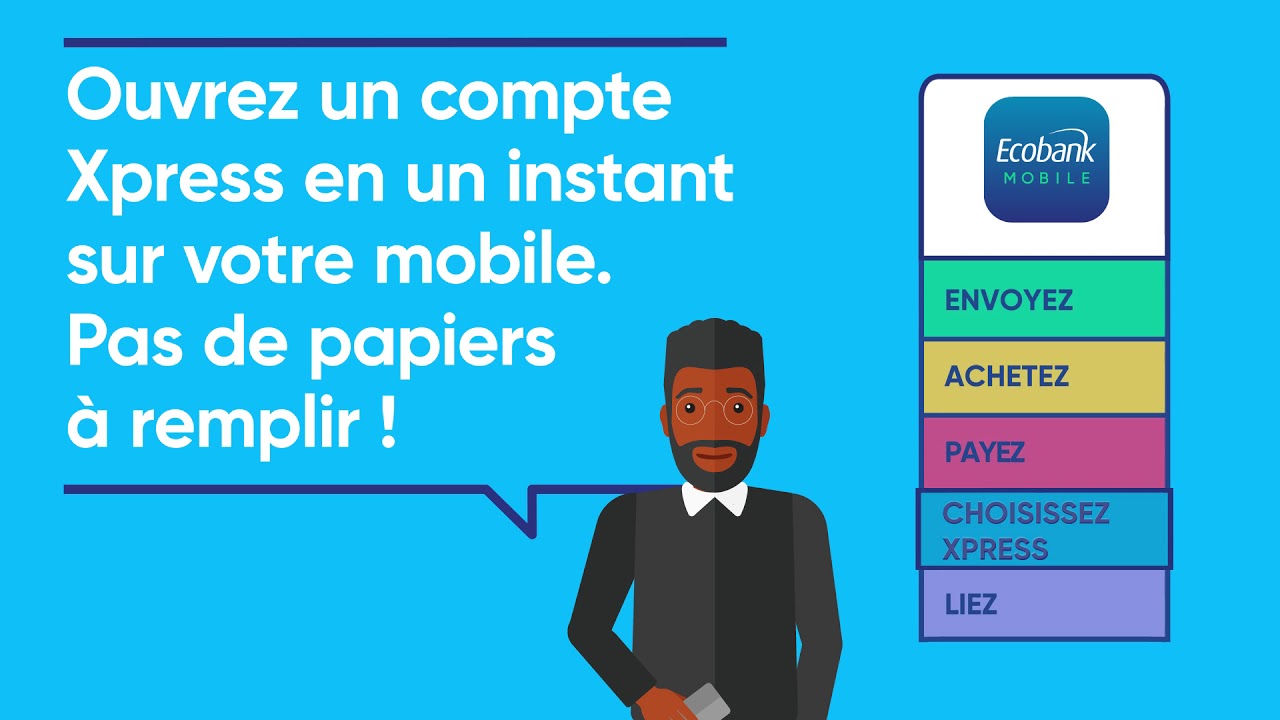 Ouvrez un compte
Xpress en un instant
sur votre mobile.
Pas de papiers
à remplir !
Ecobank
MOBILE
ENVOYEZ
ACHETEZ
PAYEZ
CHOISISSEZ
XPRESS
LIEZ